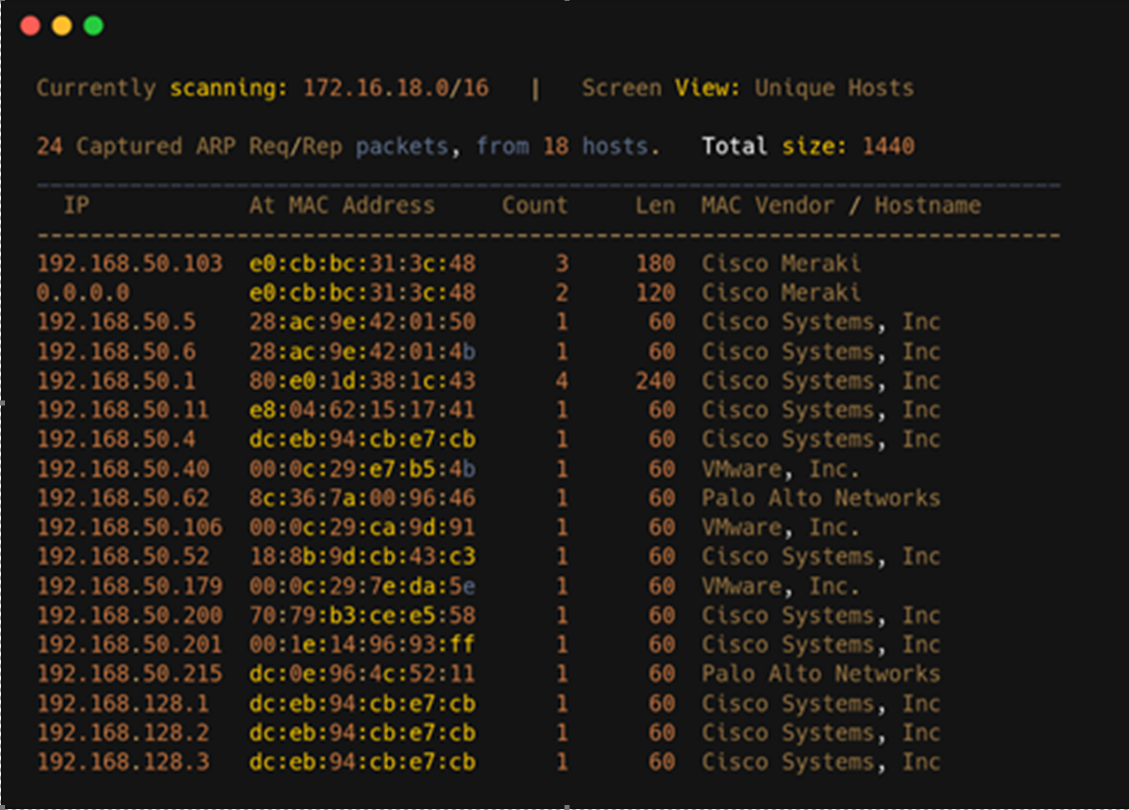 Currently scanning: 172.16.18.0/16   |   Screen View: Unique Hosts
24 Captured ARP Req/Rep packets, from 18 hosts.   Total size: 1440
_____________________________________________________________________________
  IP            At MAC Address     Count     Len  MAC Vendor / Hostname
-----------------------------------------------------------------------------
192.168.50.103  e0:cb:bc:31:3c:48      3     180  Cisco Meraki
0.0.0.0         e0:cb:bc:31:3c:48      2     120  Cisco Meraki
192.168.50.5    28:ac:9e:42:01:50      1      60  Cisco Systems, Inc
192.168.50.6    28:ac:9e:42:01:4b      1      60  Cisco Systems, Inc
192.168.50.1    80:e0:1d:38:1c:43      4     240  Cisco Systems, Inc
192.168.50.11   e8:04:62:15:17:41      1      60  Cisco Systems, Inc
192.168.50.4    dc:eb:94:cb:e7:cb      1      60  Cisco Systems, Inc
192.168.50.40   00:0c:29:e7:b5:4b      1      60  VMware, Inc.
192.168.50.62   8c:36:7a:00:96:46      1      60  Palo Alto Networks
192.168.50.106  00:0c:29:ca:9d:91      1      60  VMware, Inc.
192.168.50.52   18:8b:9d:cb:43:c3      1      60  Cisco Systems, Inc
192.168.50.179  00:0c:29:7e:da:5e      1      60  VMware, Inc.
192.168.50.200  70:79:b3:ce:e5:58      1      60  Cisco Systems, Inc
192.168.50.201  00:1e:14:96:93:ff      1      60  Cisco Systems, Inc
192.168.50.215  dc:0e:96:4c:52:11      1      60  Palo Alto Networks
192.168.128.1   dc:eb:94:cb:e7:cb      1      60  Cisco Systems, Inc
192.168.128.2   dc:eb:94:cb:e7:cb      1      60  Cisco Systems, Inc
192.168.128.3   dc:eb:94:cb:e7:cb      1      60  Cisco Systems, Inc